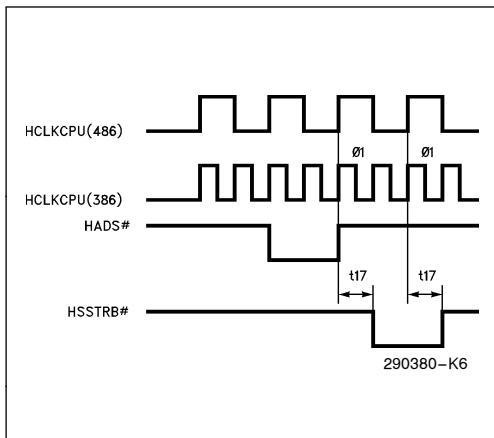 HCLKCPU(486)
Ø1 Ø1
HCLKCPU(386)
HADS#
t17 t17
HSSTRB#
290380–K6